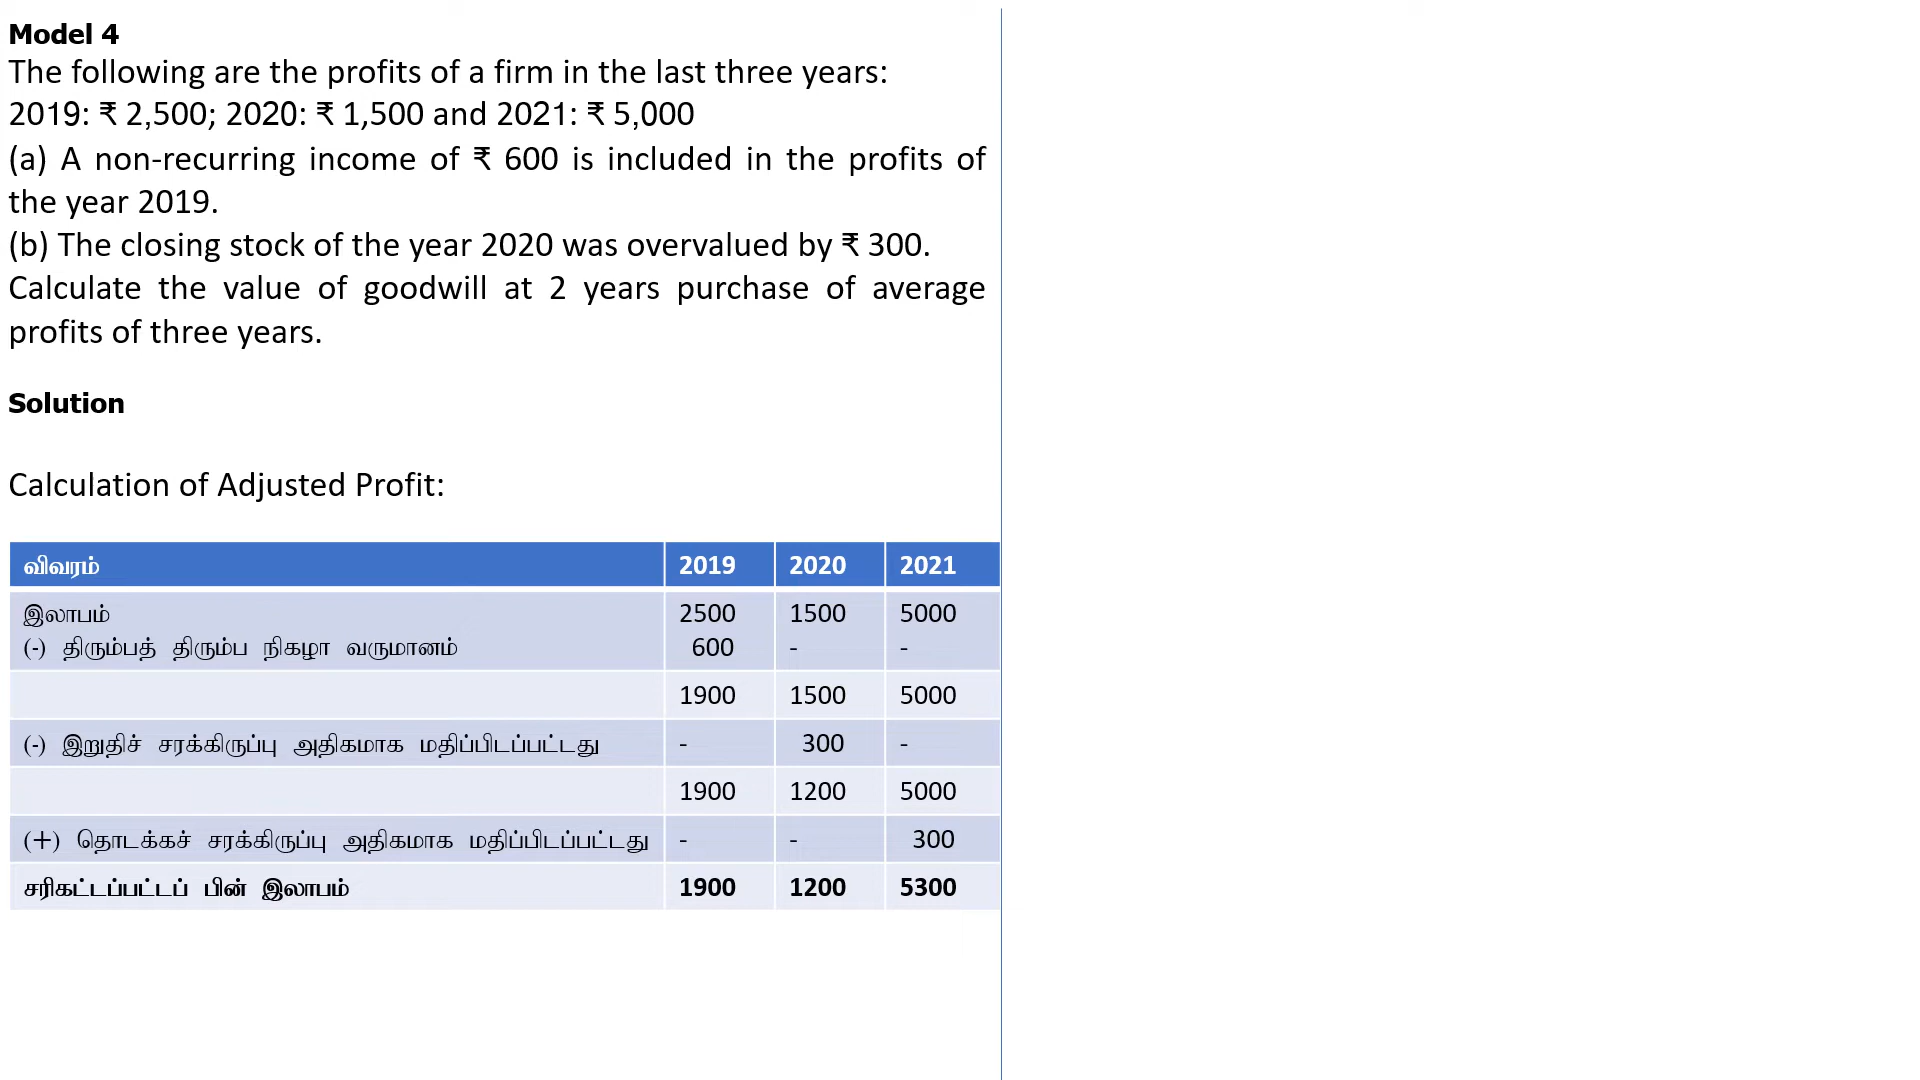 Model 4
The following are the profits of a firm in the last three years:
2019: ₹ 2,500; 2020: ₹ 1,500 and 2021: ₹ 5,000
(a) A non-recurring income of ₹ 600 is included in the profits of
the year 2019.
(b) The closing stock of the year 2020 was overvalued by ₹ 300.
Calculate the value of goodwill at 2 years purchase of average
profits of three years.
Solution
Calculation of Adjusted Profit:
விவரம் 2019 2020 2021
இலாபம் 2500 1500 5000
(-) திரும்பத் திரும்ப நிகழா வருமானம் 600 - -
1900 1500 5000
(-) இறுதிச் சரக்கிருப்பு அதிகமாக மதிப்பிடப்பட்டது - 300 -
1900 1200 5000
(+) தொடக்கச் சரக்கிருப்பு அதிகமாக மதிப்பிடப்பட்டது - - 300
சரிகட்டப்பட்டப் பின் இலாபம் 1900 1200 5300